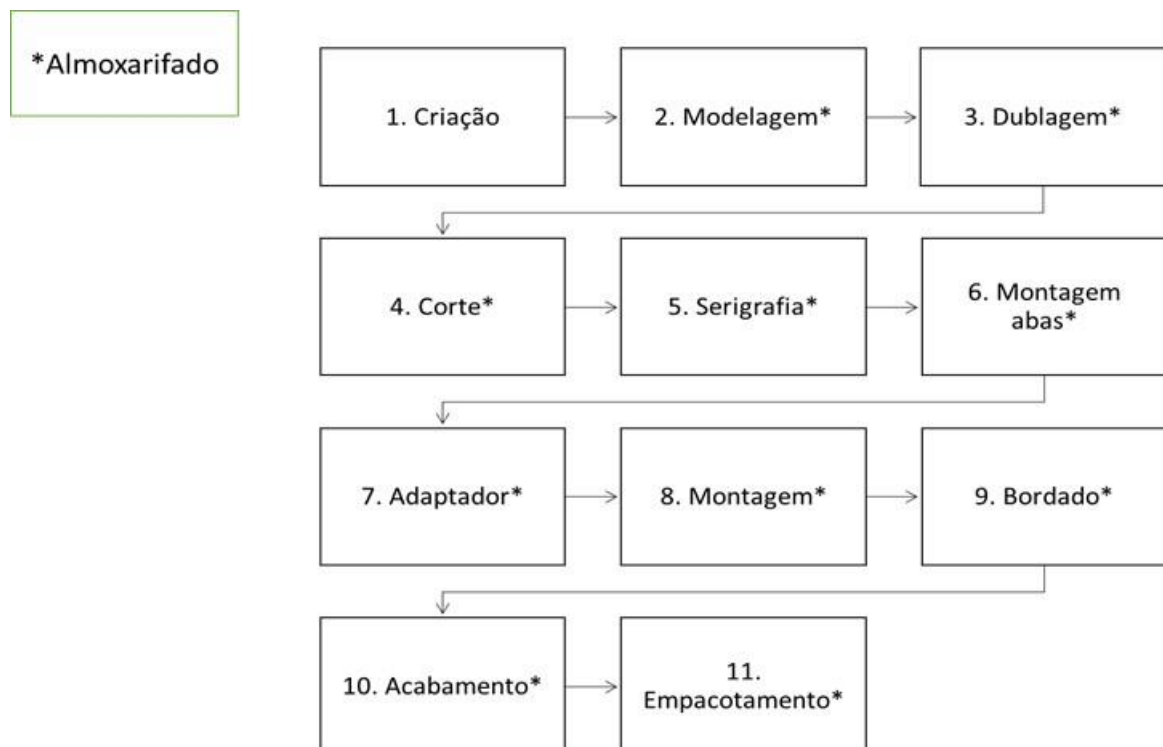 *Almoxarifado
1. Criação
2. Modelagem*
3. Dublagem*
4. Corte*
5. Serigrafia*
6. Montagem
abas*
7. Adaptador*
8. Montagem*
9. Bordado*
10. Acabamento*
11.
Empacotamento*